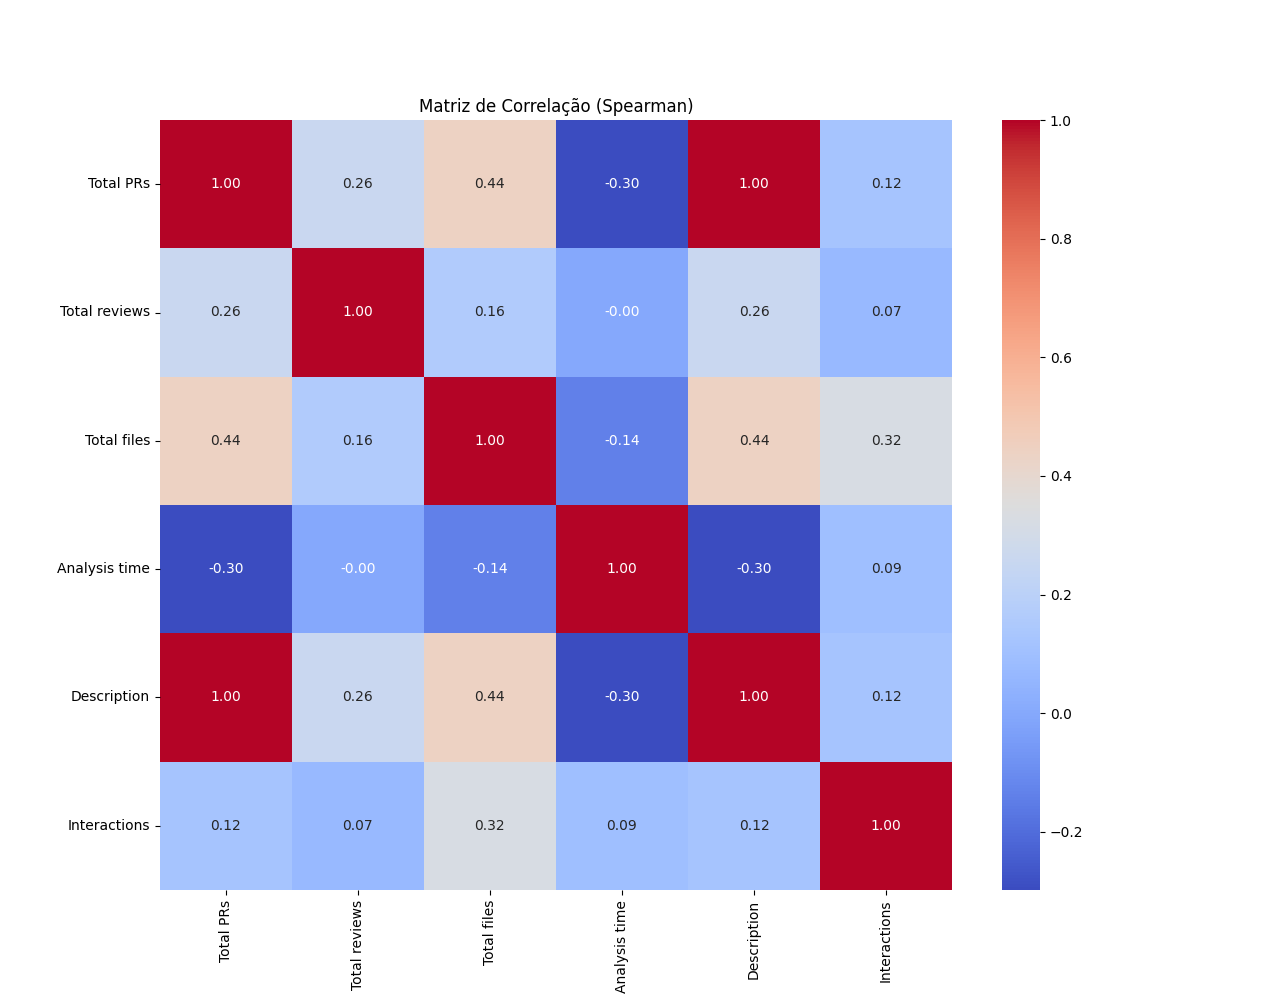 Matriz de Correlação (Spearman)
Total PRs 1.00 0.26 0.44 -0.30 1.00 0.12
Total reviews 0.26 1.00 0.16 -0.00 0.26 0.07
Total files 0.44 0.16 1.00 -0.14 0.44 0.32
Analysis time -0.30 -0.00 -0.14 1.00 -0.30 0.09
Description 1.00 0.26 0.44 -0.30 1.00 0.12
Interactions 0.12 0.07 0.32 0.09 0.12 1.00
Total PRs
Total reviews
Total files
Analysis time
Description
Interactions
1.0
0.8
0.6
0.4
0.2
0.0
−0.2